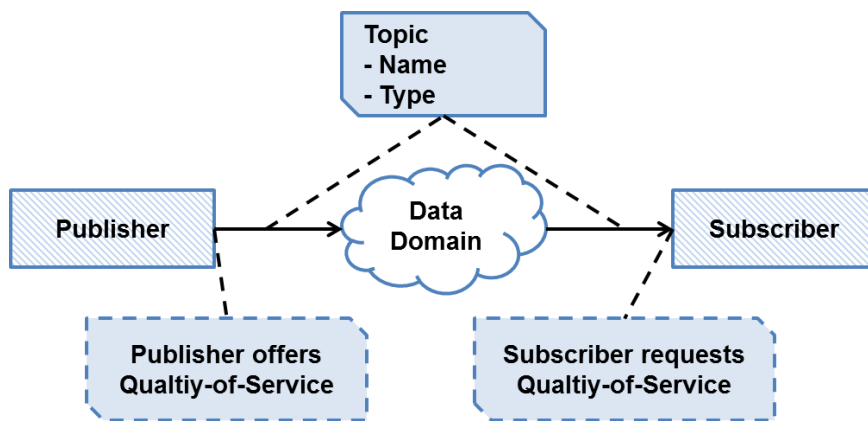 Topic
- Name
- Type
Publisher
Data
Domain
Subscriber
Publisher offers
Qualtiy-of-Service
Subscriber requests
Qualtiy-of-Service